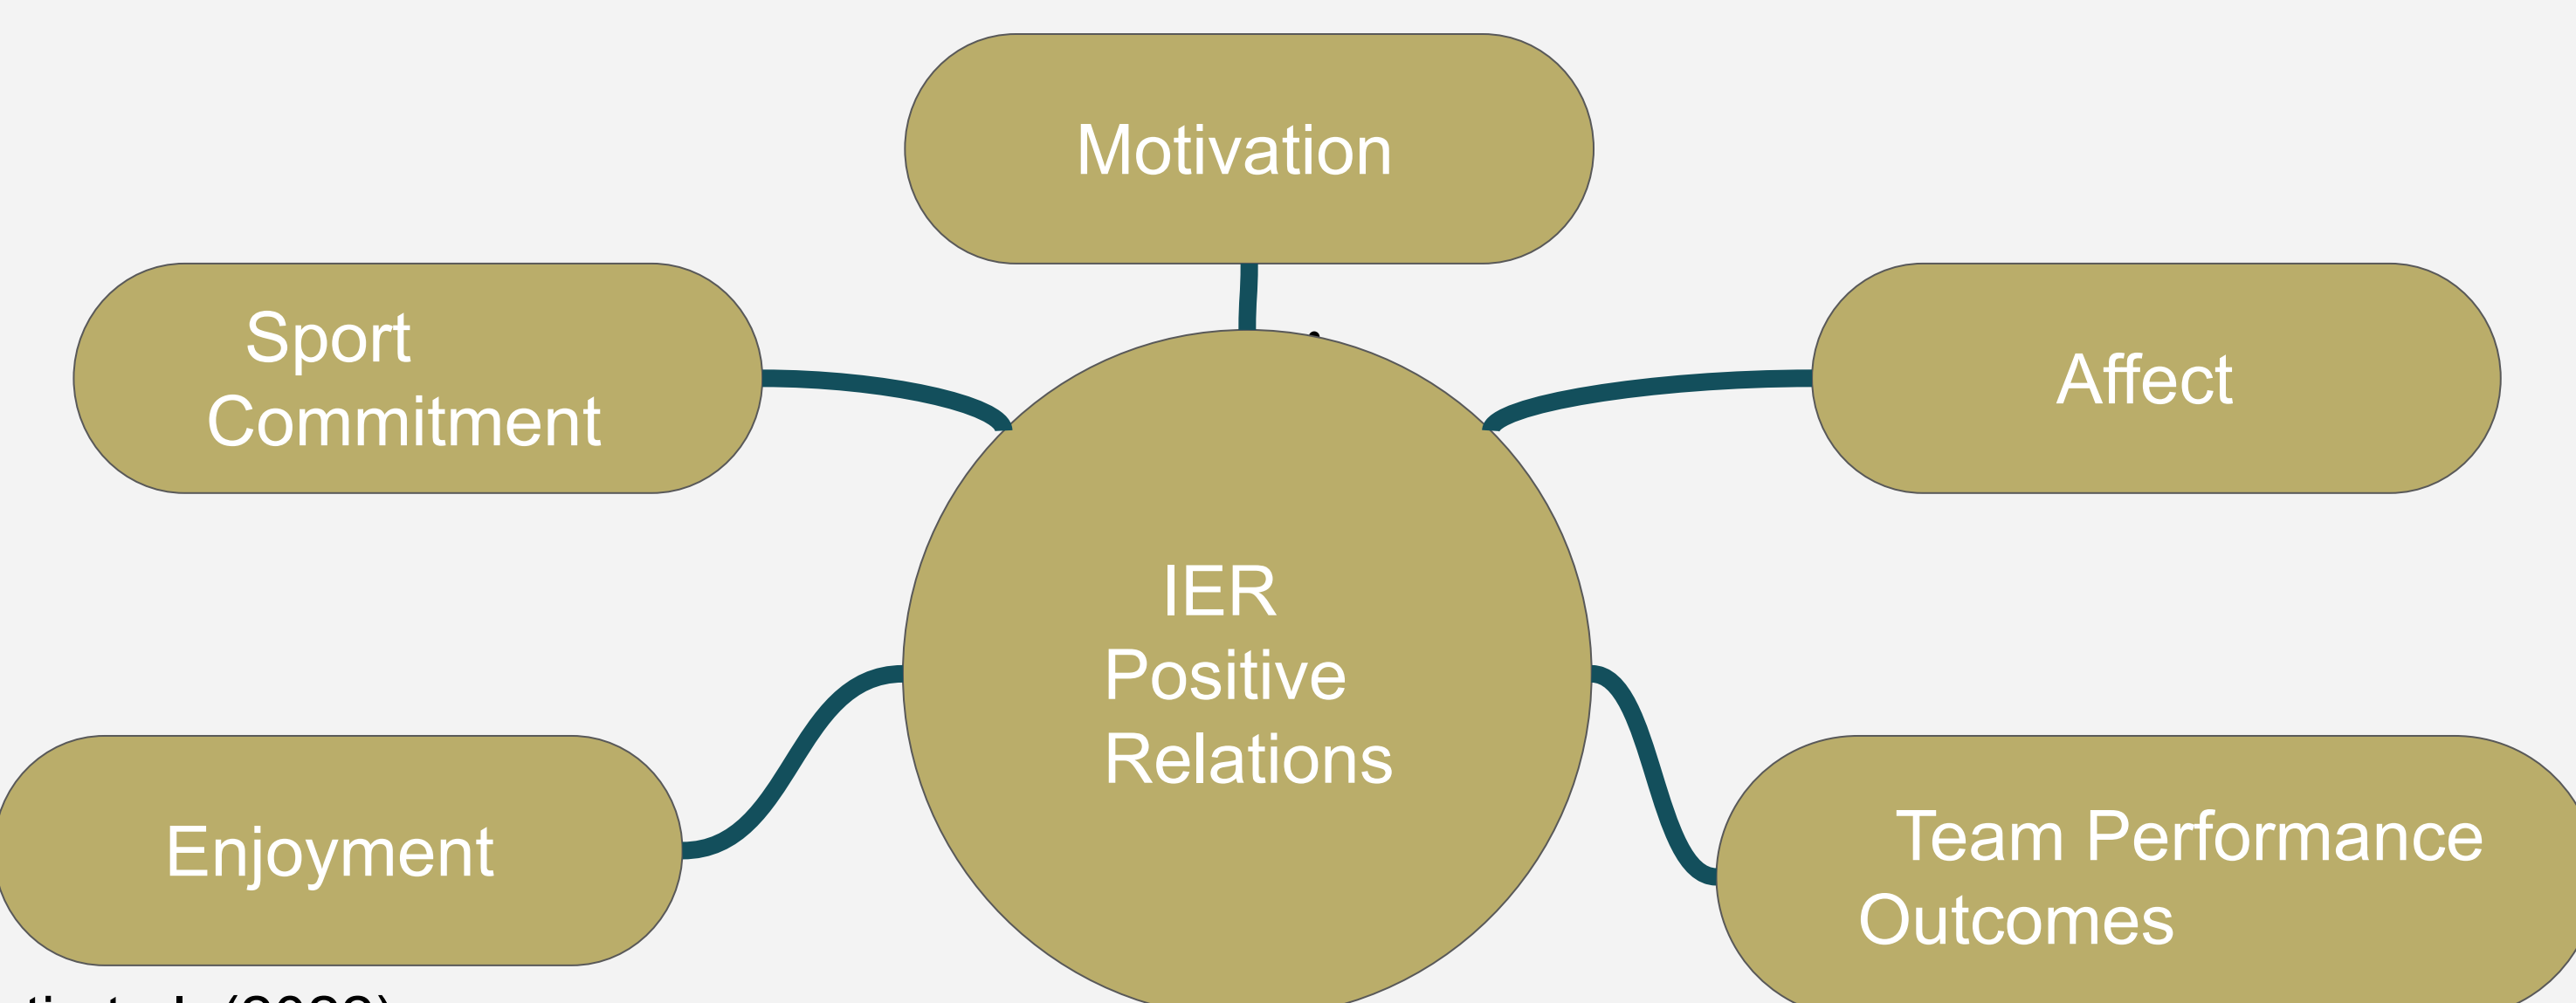 Motivation
Sport
Commitment
Affect
IER
Positive
Relations
Enjoyment
Team Performance
Outcomes